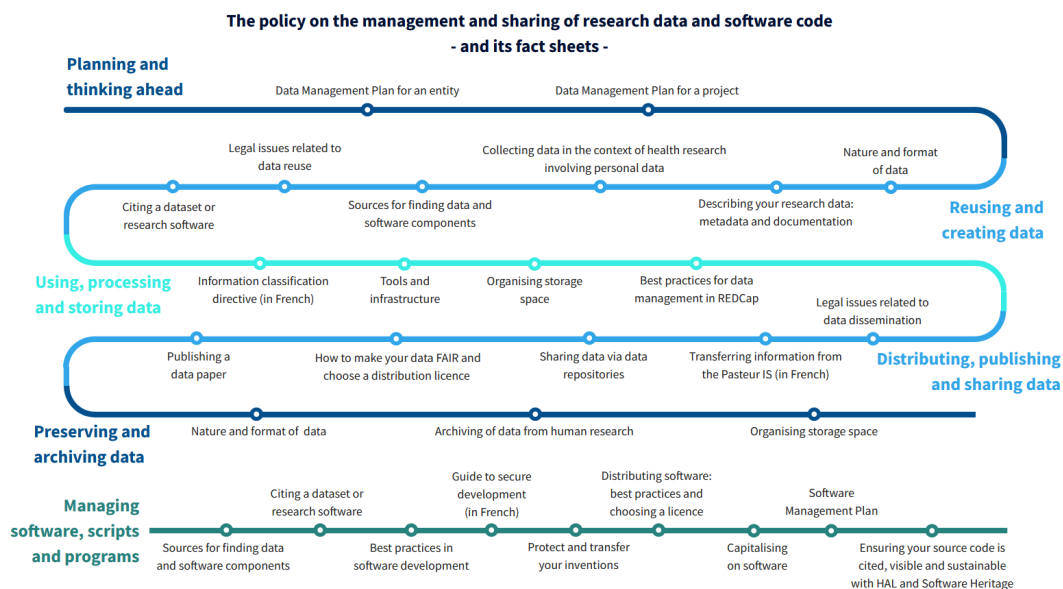 The policy on the management and sharing of research data and software code
- and its fact sheets -
Planning and
thinking ahead
Data Management Plan for an entity
Data Management Plan for a project
Legal issues related to
data reuse
Collecting data in the context of health research
involving personal data
Nature and format
of data
Citing a dataset or
research software
Sources for finding data and
software components
Describing your research data:
metadata and documentation
Reusing and
creating data
Using, processing
and storing data
Information classification
directive (in French)
Tools and
infrastructure
Organising storage
space
Best practices for data
management in REDCap
Legal issues related to
data dissemination
Publishing a
data paper
How to make your data FAIR and
choose a distribution licence
Sharing data via data
repositories
Transferring information from
the Pasteur IS (in French)
Distributing, publishing
and sharing data
Preserving and
archiving data
Nature and format of data
Archiving of data from human research
Organising storage space
Managing
software, scripts
and programs
Citing a dataset or
research software
Guide to secure
development
(in French)
Distributing software:
best practices and
choosing a licence
Software
Management Plan
Sources for finding data
and software components
Best practices in
software development
Protect and transfer
your inventions
Capitalising
on software
Ensuring your source code is
cited, visible and sustainable
with HAL and Software Heritage